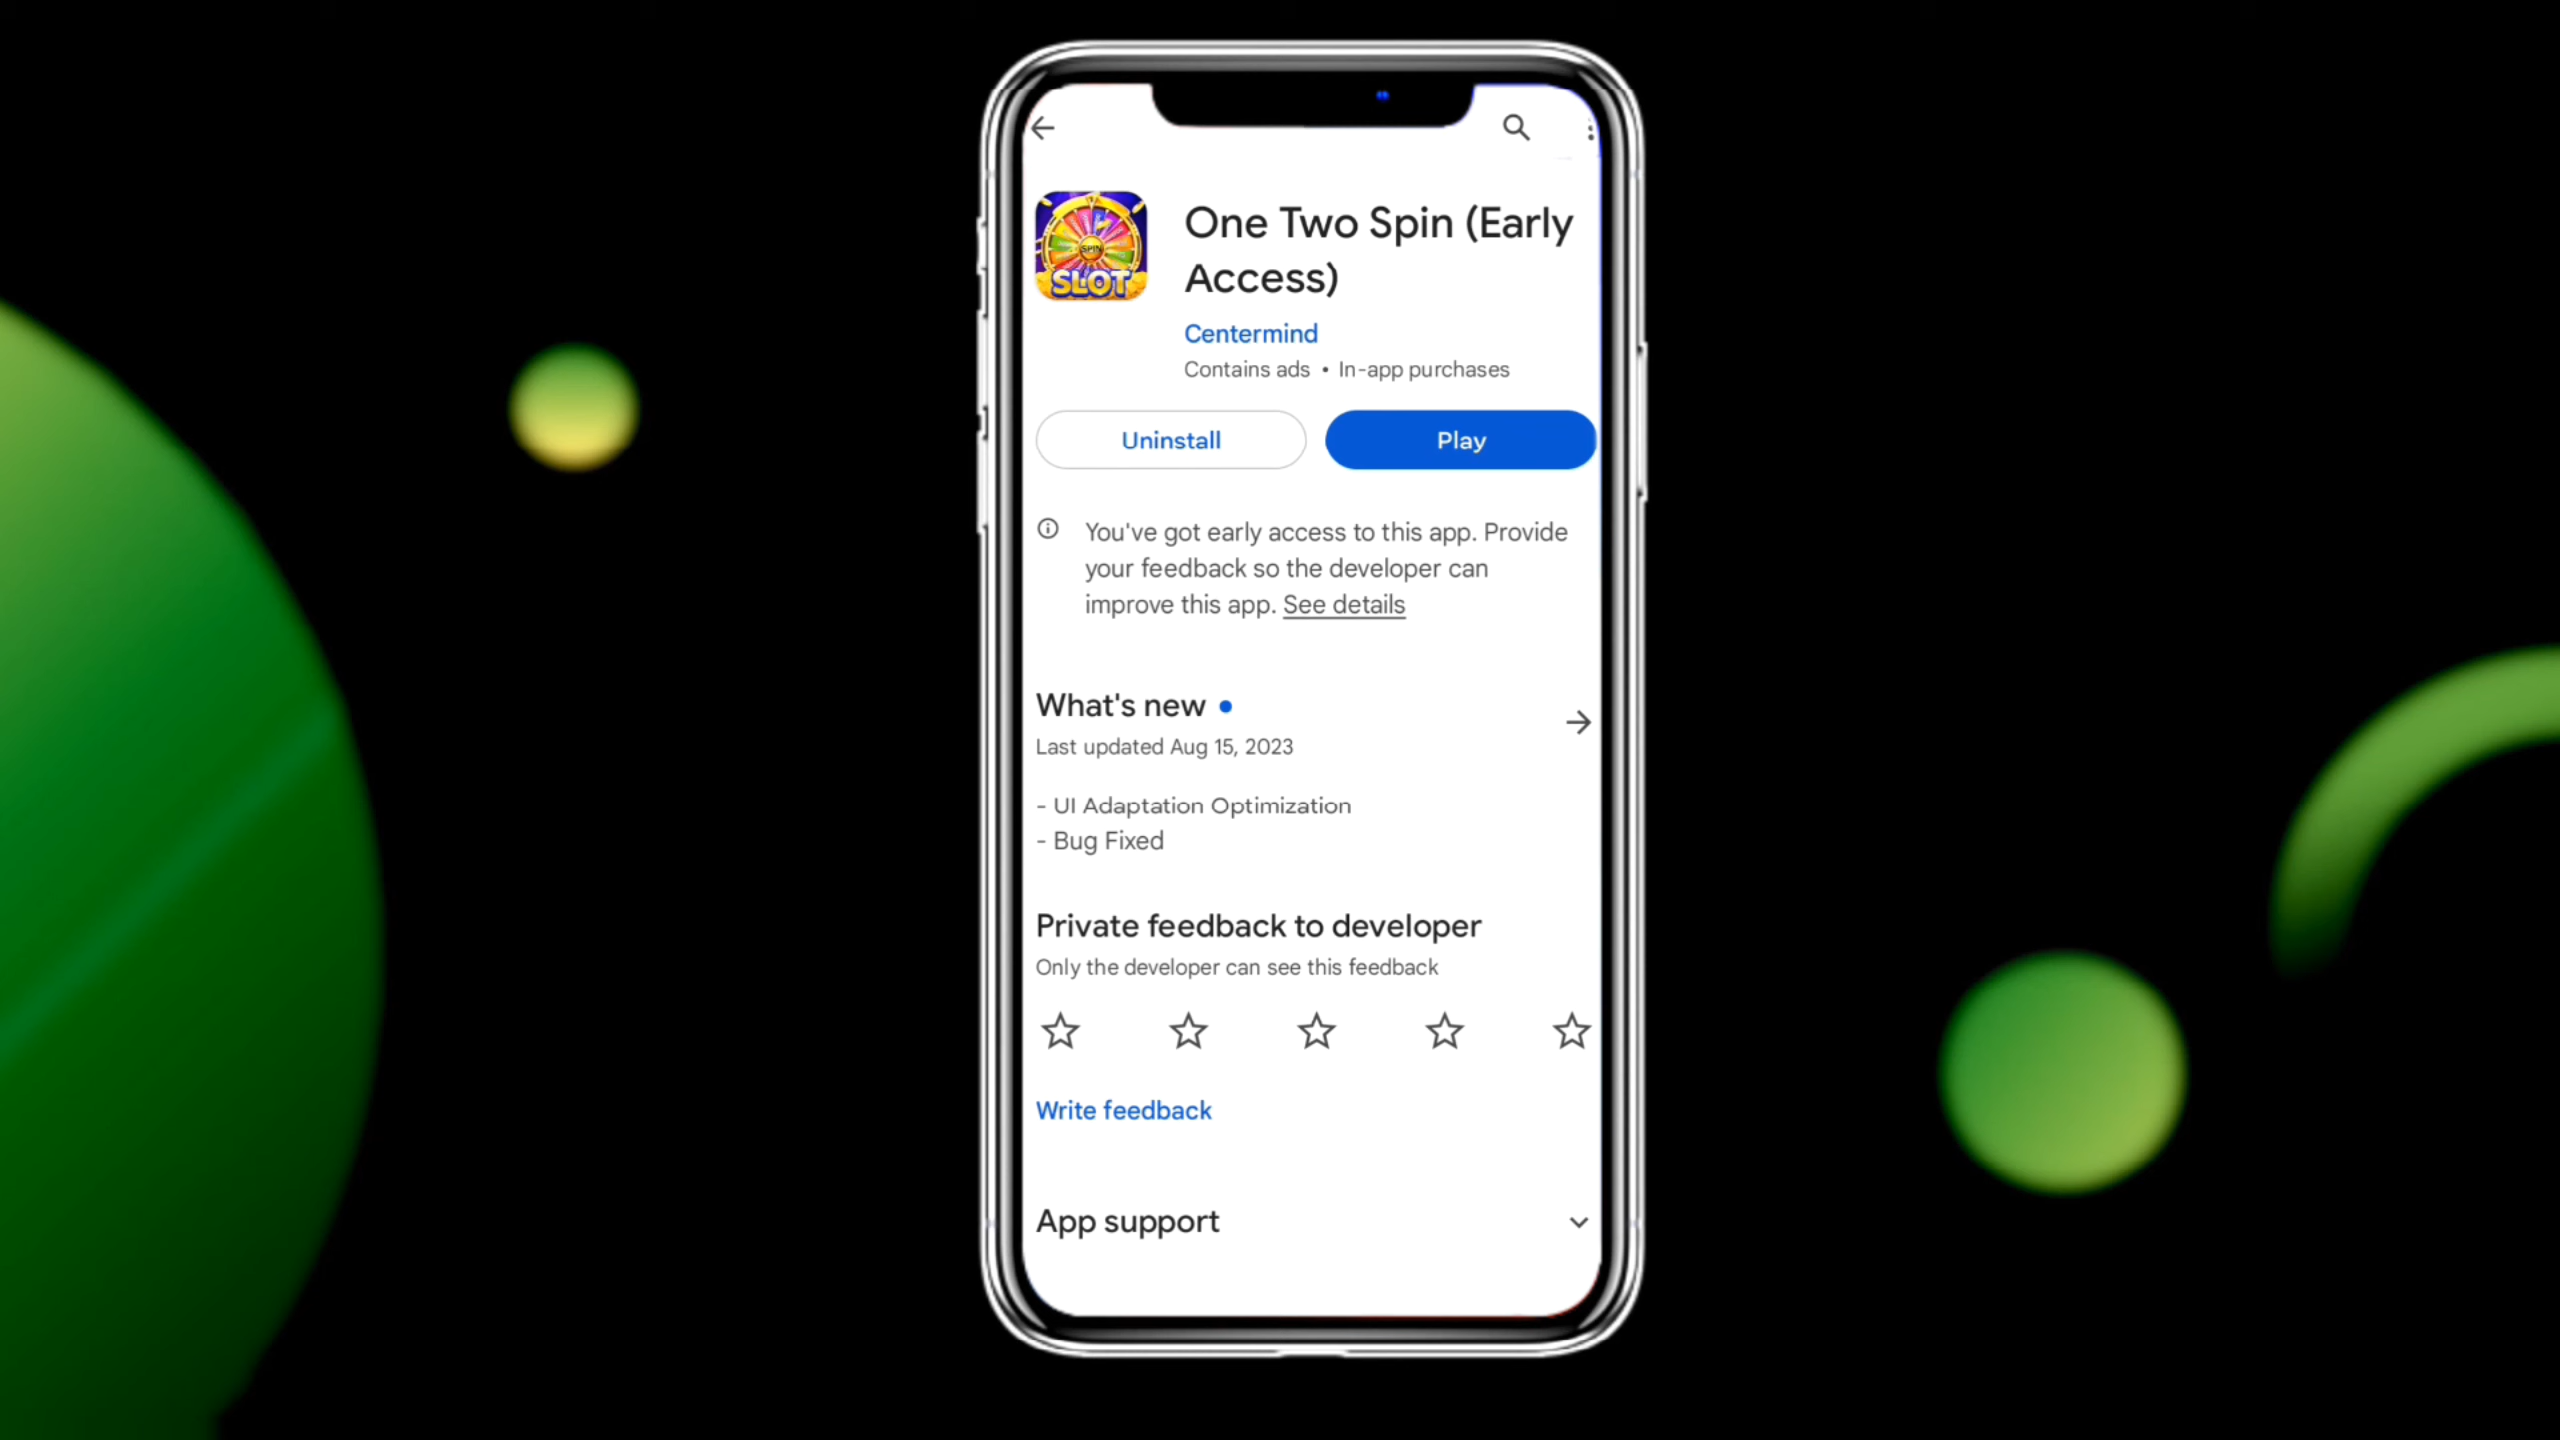 SPIN
SLOT
One Two Spin (Early
Access)
Centermind
Contains ads • In-app purchases
Uninstall
Play
You've got early access to this app. Provide
your feedback so the developer can
improve this app. See details
What's new
Last updated Aug 15, 2023
- UI Adaptation Optimization
- Bug Fixed
Private feedback to developer
Only the developer can see this feedback
Write feedback
App support